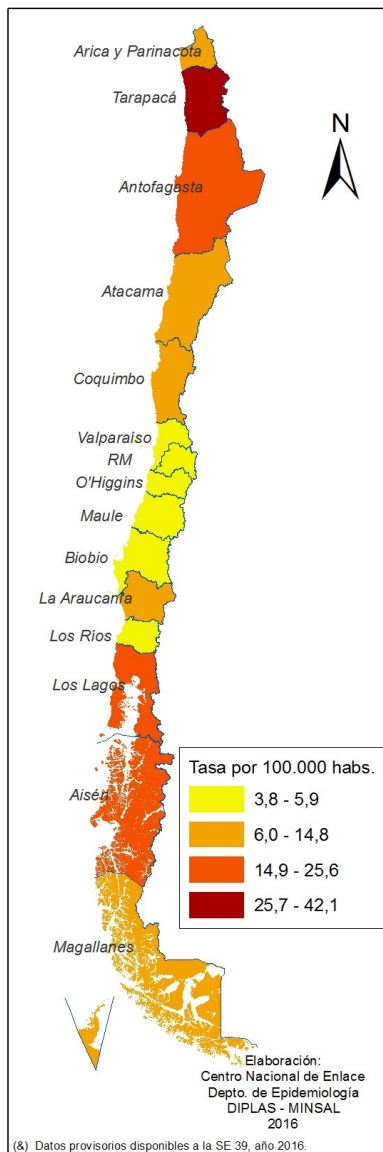 Arica y Parinacota
Tarapacá
N
Antofagasta
Atacama
Coquimbo
Valparaíso
RM
O'Higgins
Maule
Biobio
La Araucanía
Los Ríos
Los Lagos
Aisén
Magallanes
Tasa por 100.000 habs.
3,8 - 5,9
6,0 - 14,8
14,9 - 25,6
25,7 - 42,1
Elaboración:
Centro Nacional de Enlace
Depto. de Epidemiología
DIPLAS - MINSAL
2016
(&) Datos provisorios disponibles a la SE 39, año 2016.